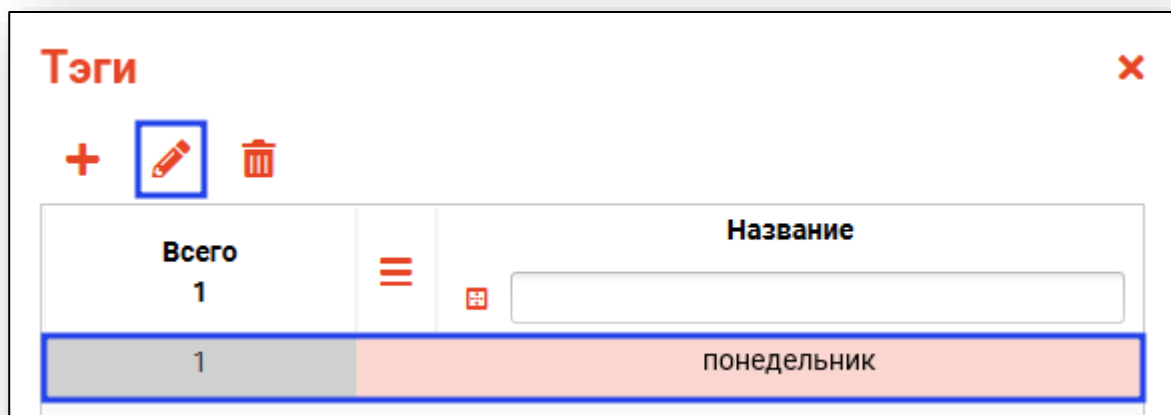 Тэги
Всего
1
Название
1
понедельник